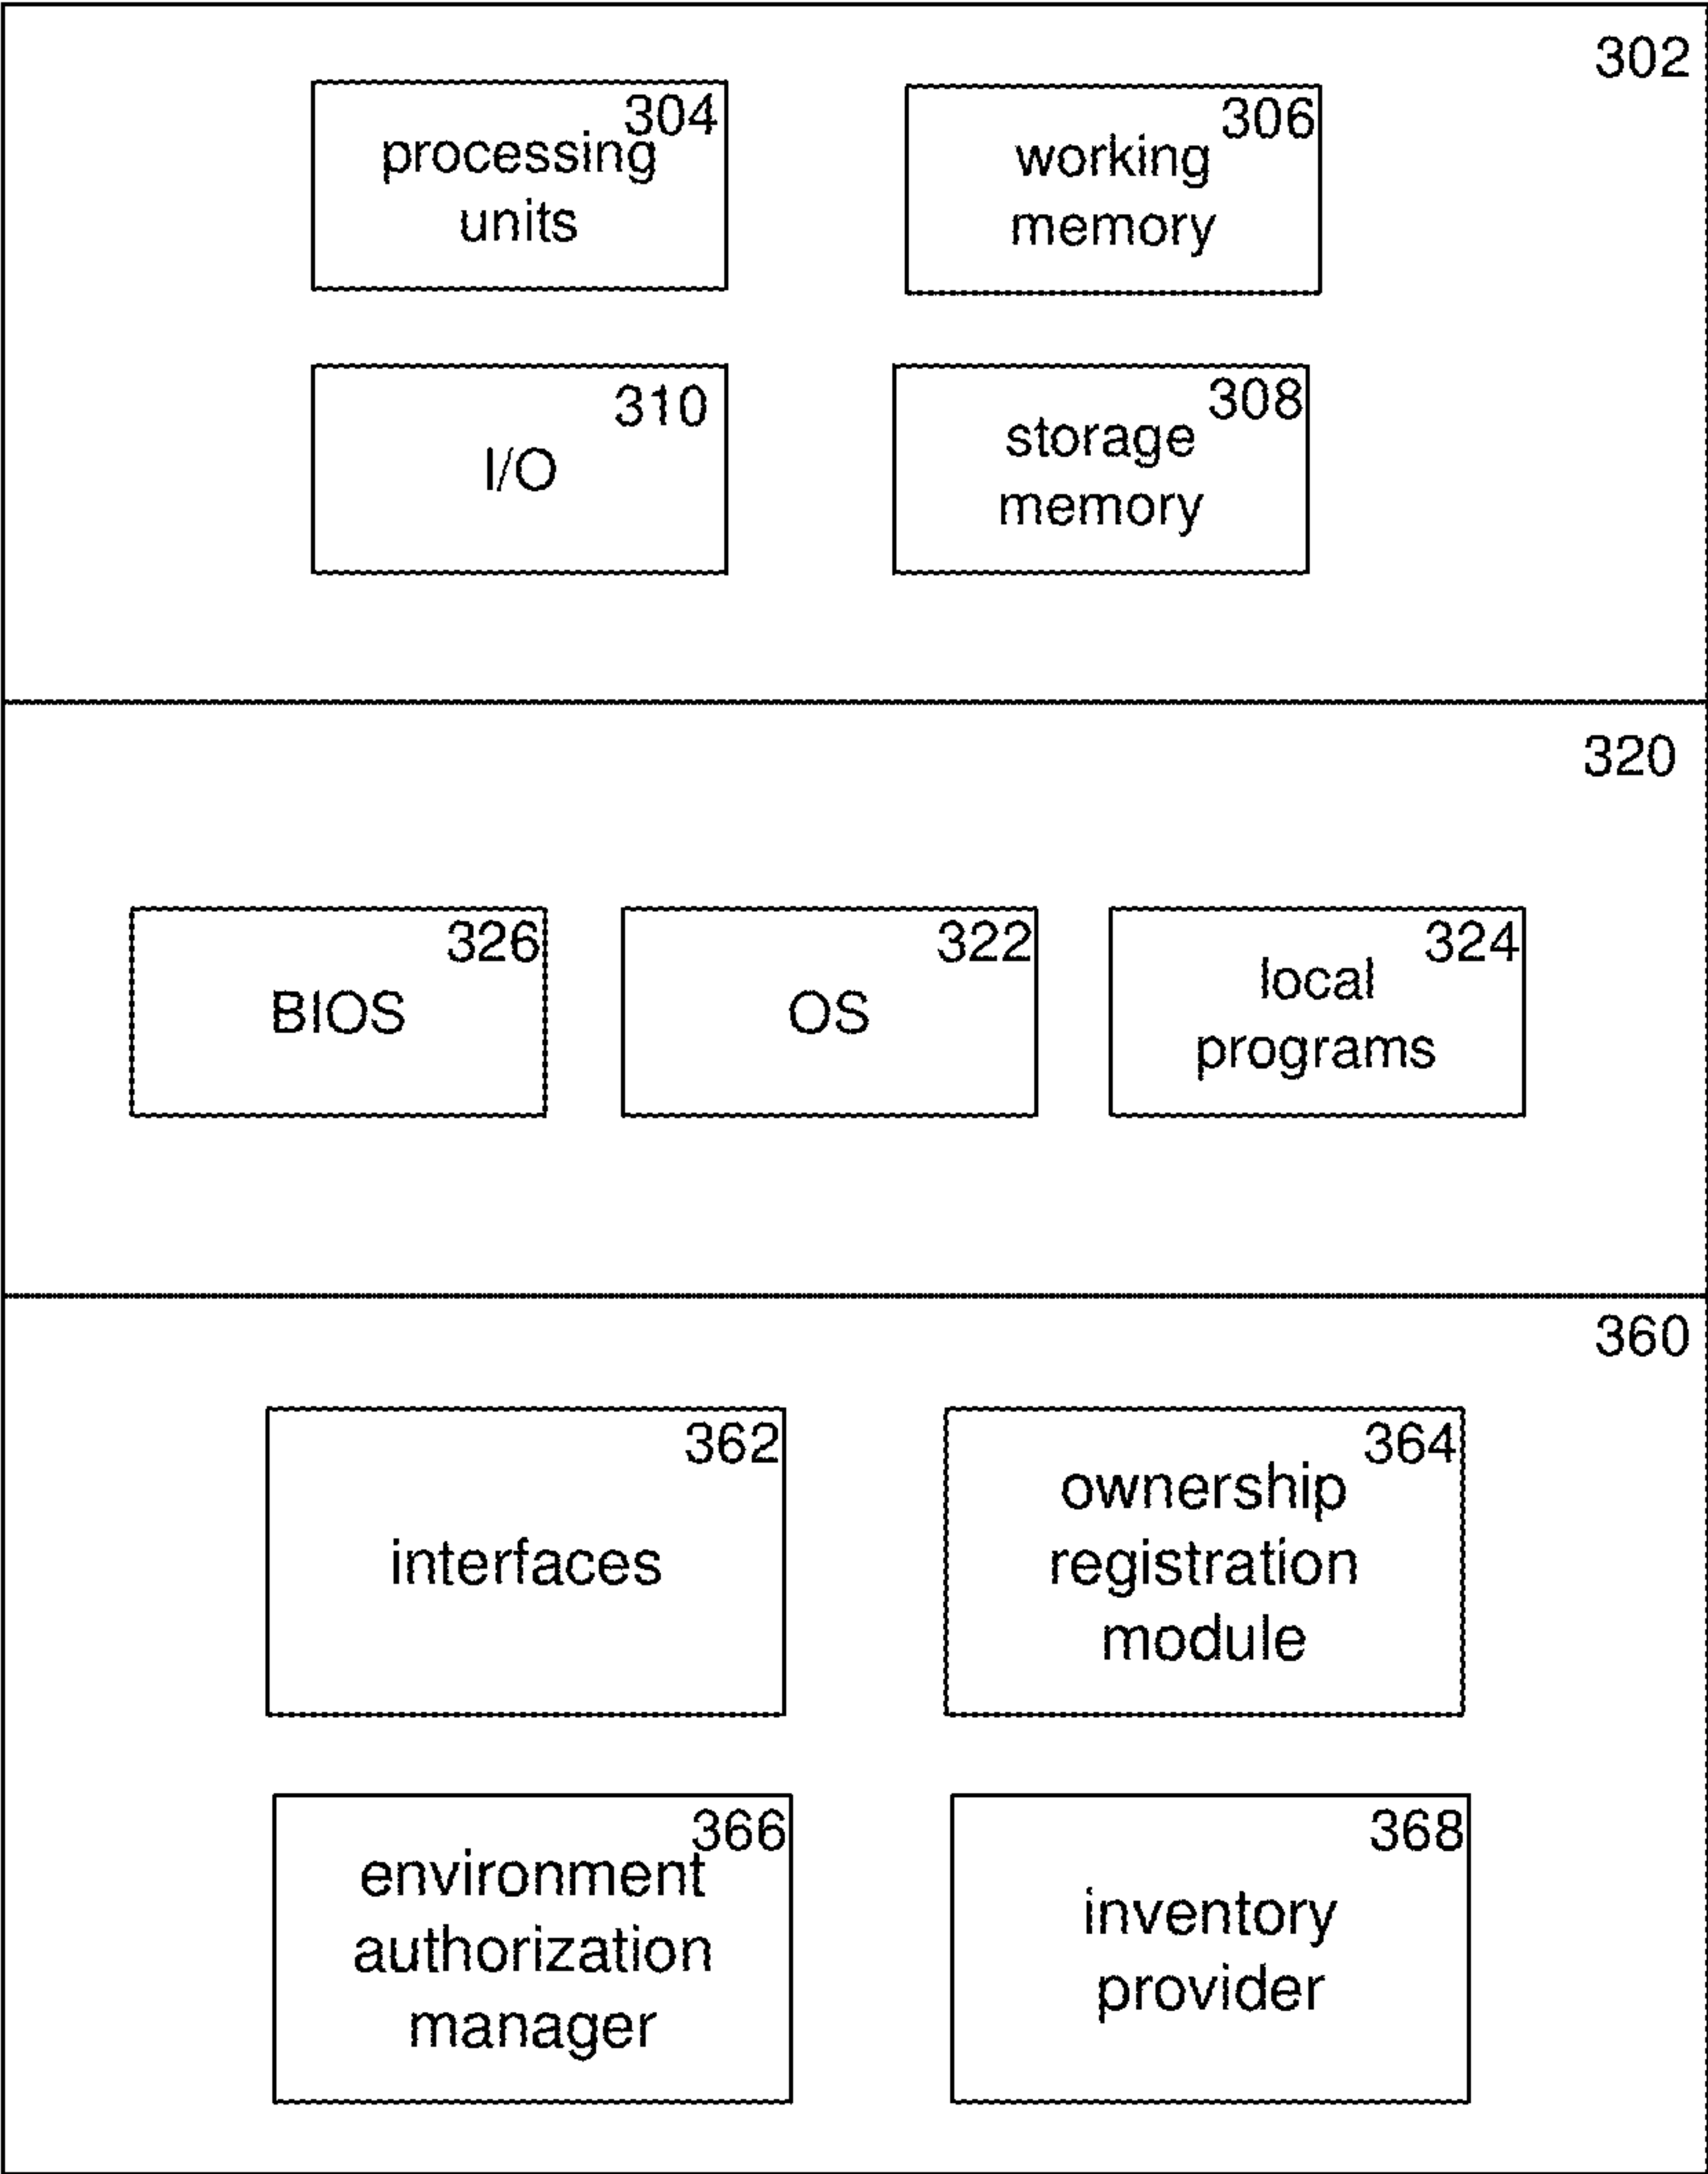 302
304
processing
units
306
working
memory
310
I/O
308
storage
memory
320
326
BIOS
322
OS
324
local
programs
360
362
interfaces
364
ownership
registration
module
366
environment
authorization
manager
368
inventory
provider